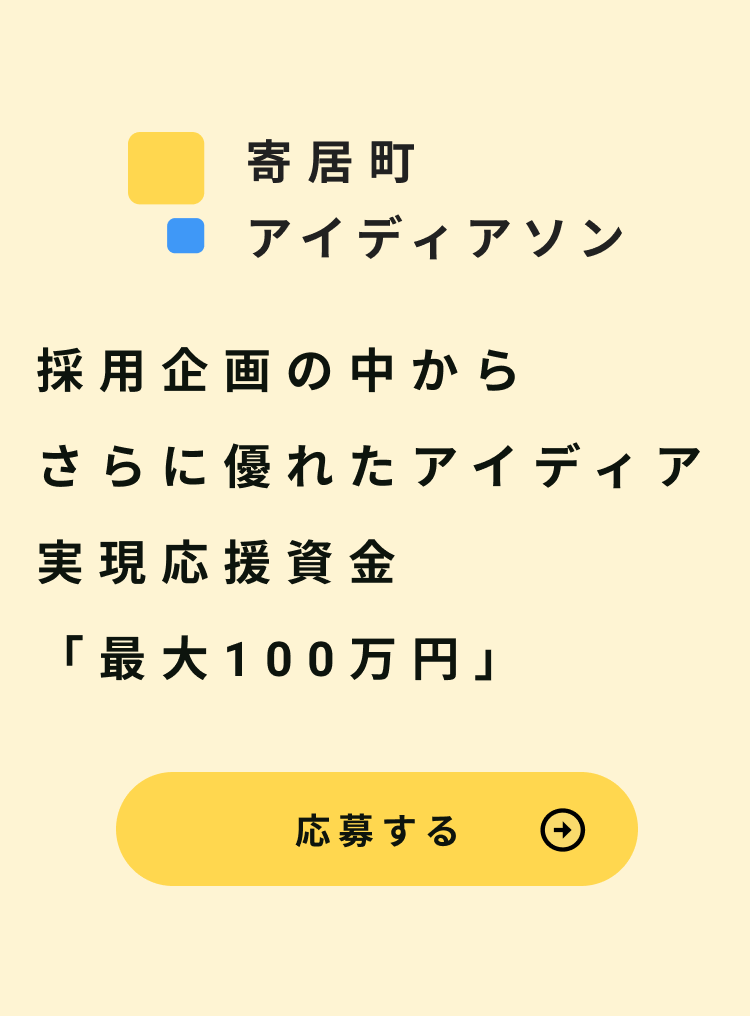 寄居町
アイディアソン
採用企画の中から
さらに優れたアイディア
実現応援資金
「最大100万円」
応募する